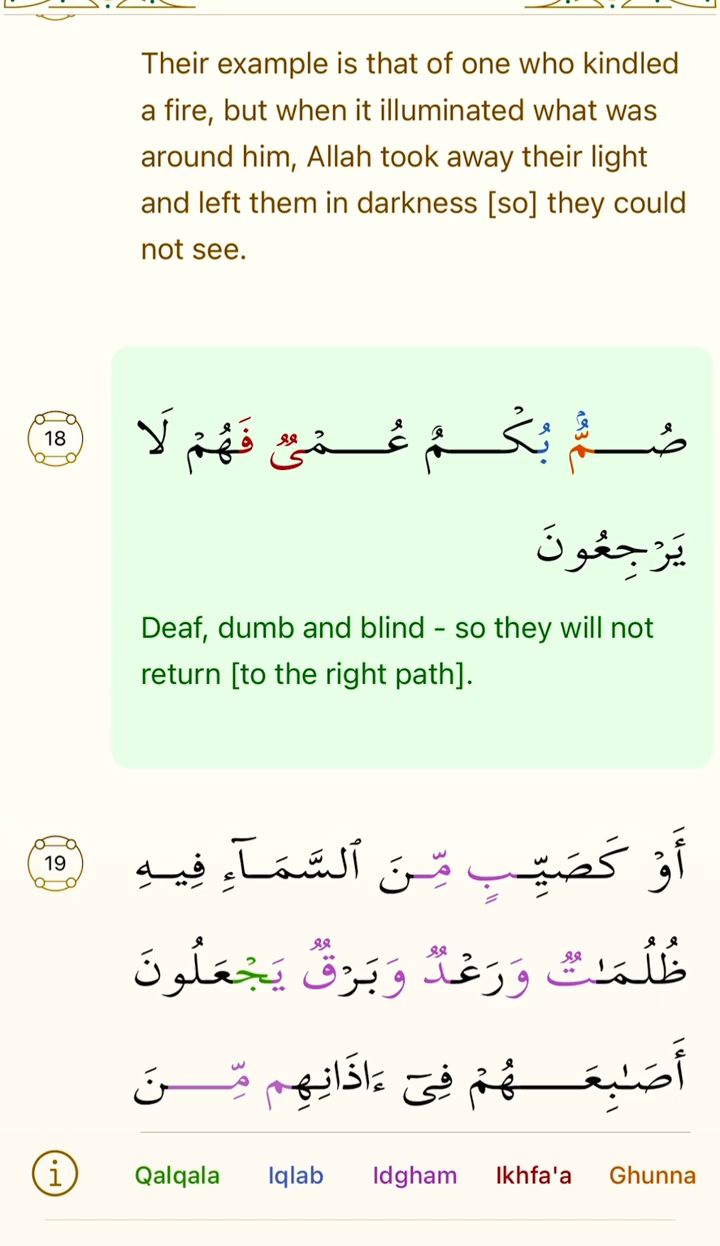 Their example is that of one who kindled
a fire, but when it illuminated what was
around him, Allah took away their light
and left them in darkness [so] they could
not see.
18
صُمُّۢ بُكْمٌ عُمْىٌۭ فَهُمْ لَا
يَرْجِعُونَ
Deaf, dumb and blind - so they will not
return [to the right path].
19
أَوْ كَصَيِّبٍۢ مِّنَ ٱلسَّمَآءِ فِيهِ
ظُلُمَـٰتٌۭ وَرَعْدٌۭ وَبَرْقٌۭ يَجْعَلُونَ
أَصَـٰبِعَهُمْ فِىٓ ءَاذَانِهِم مِّنَ
Qalqala Iqlab Idgham Ikhfa'a Ghunna